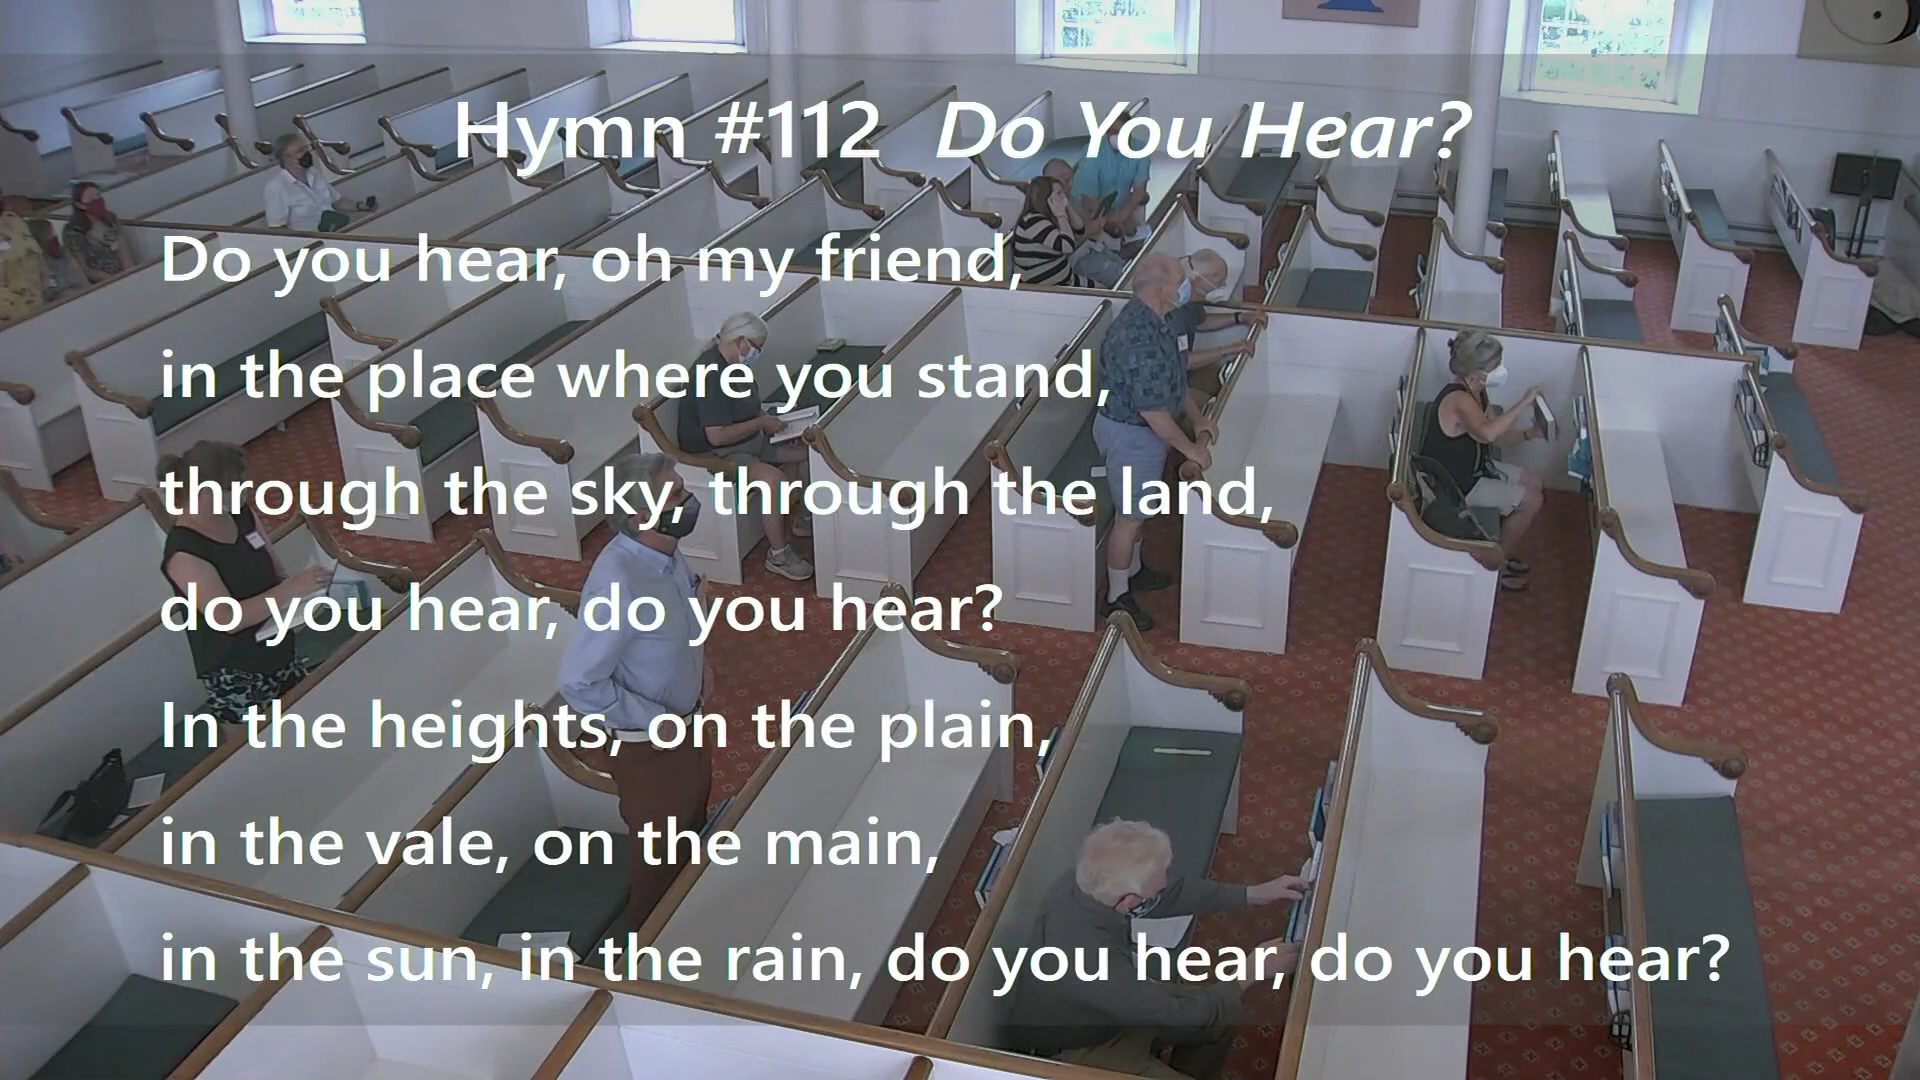 Hymn #112 Do You Hear?
Do you hear, oh my friend,
in the place where you stand,
through the sky, through the land,
do you hear, do you hear?
In the heights, on the plain,
in the vale, on the main,
in the sun, in the rain, do you hear, do you hear?